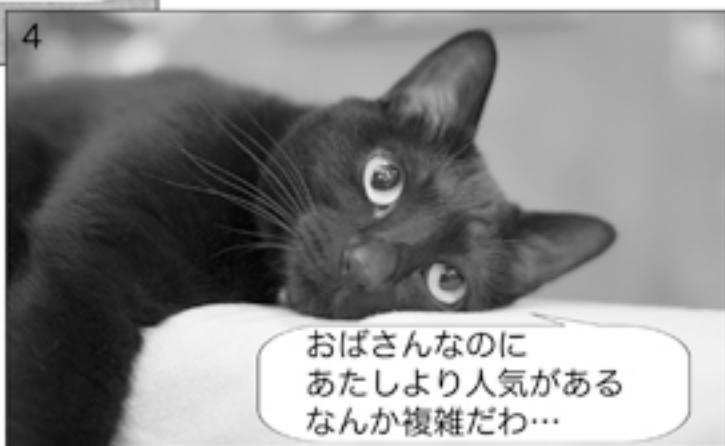 4
おばさんなのに
あたしより人気がある
なんか複雑だわ…